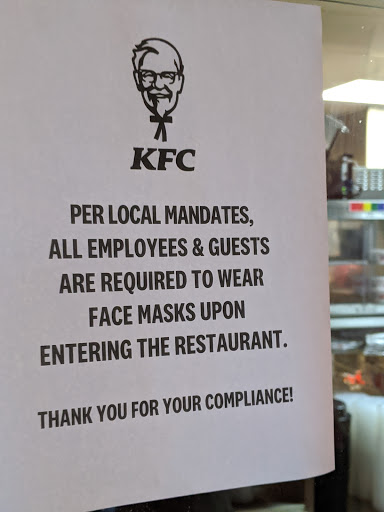 KFC
PER LOCAL MANDATES,
ALL EMPLOYEES & GUESTS
ARE REQUIRED TO WEAR
FACE MASKS UPON
ENTERING THE RESTAURANT.
THANK YOU FOR YOUR COMPLIANCE!